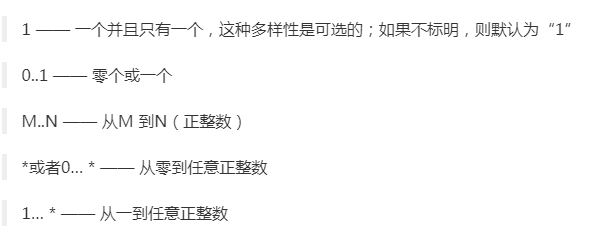 1 —— 一个并且只有一个，这种多样性是可选的；如果不标明，则默认为“1”
0..1 —— 零个或一个
M..N —— 从M 到N（正整数）
*或者0… * —— 从零到任意正整数
1… * —— 从一到任意正整数